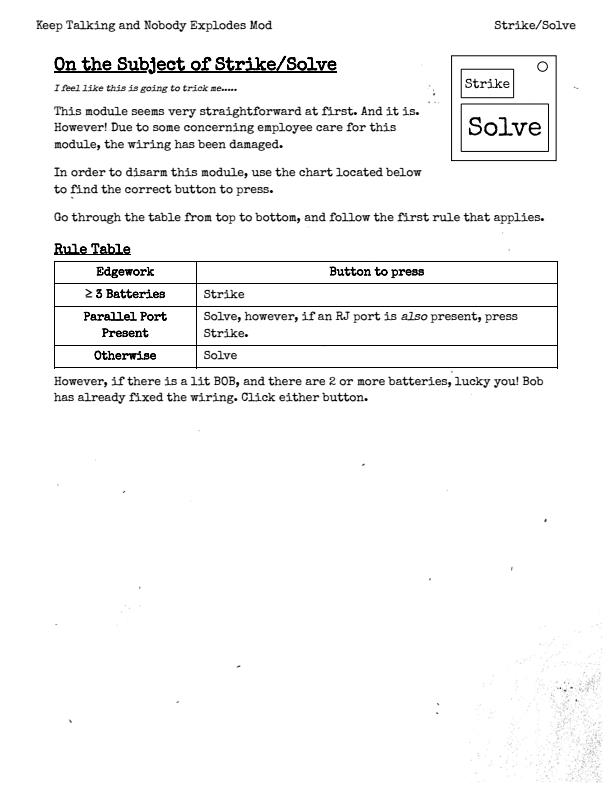 Keep Talking and Nobody Explodes Mod
Strike/Solve
On the Subject of Strike/Solve
I feel like this is going to trick me.....
Strike
Solve
This module seems very straightforward at first. And it is.
However! Due to some concerning employee care for this
module, the wiring has been damaged.
In order to disarm this module, use the chart located below
to find the correct button to press.
Go through the table from top to bottom, and follow the first rule that applies.
Rule Table
Edgework
Button to press
≥ 3 Batteries
Strike
Parallel Port
Present
Solve, however, if an RJ port is also present, press
Strike.
Otherwise
Solve
However, if there is a lit BOB, and there are 2 or more batteries, lucky you! Bob
has already fixed the wiring. Click either button.